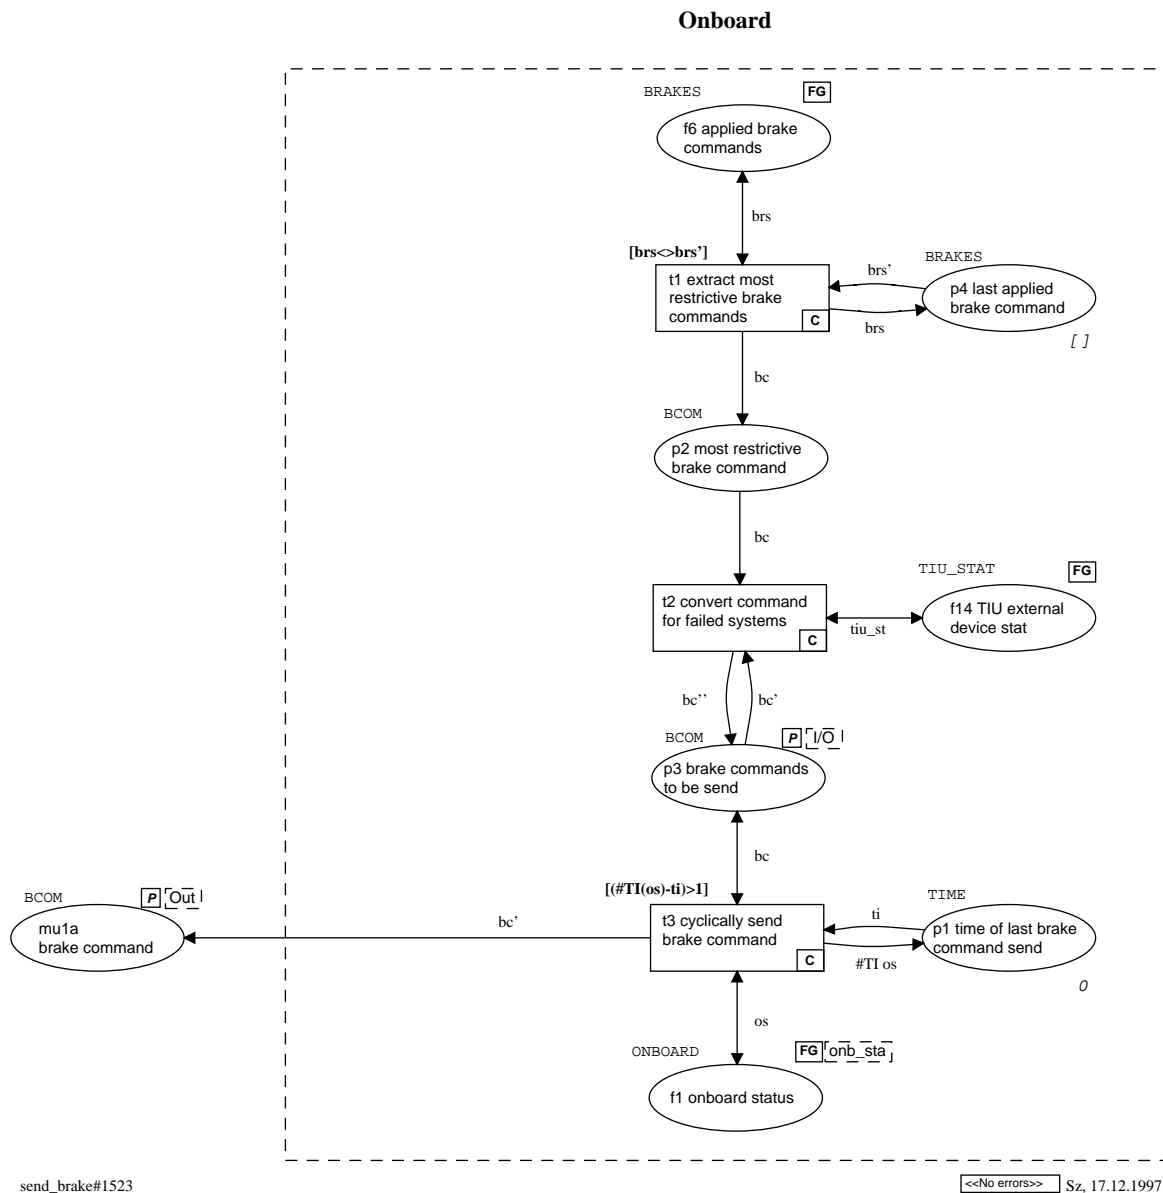 Onboard
BRAKES
FG
f6 applied brake
commands
brs
[brs<>brs’]
BRAKES
t1 extract most
restrictive brake
commands
C
brs’
brs
p4 last applied
brake command
[ ]
bc
BCOM
p2 most restrictive
brake command
bc
TIU_STAT
FG
t2 convert command
for failed systems
C
tiu_st
f14 TIU external
device stat
bc’’
bc’
BCOM
P
I/O
p3 brake commands
to be send
bc
[(#TI(os)-ti)>1]
BCOM
P
Out
mu1a
brake command
bc’
t3 cyclically send
brake command
C
TIME
ti
#TI os
p1 time of last brake
command send
0
os
ONBOARD
FG
onb_sta
f1 onboard status
send_brake#1523
<<No errors>>
Sz, 17.12.1997